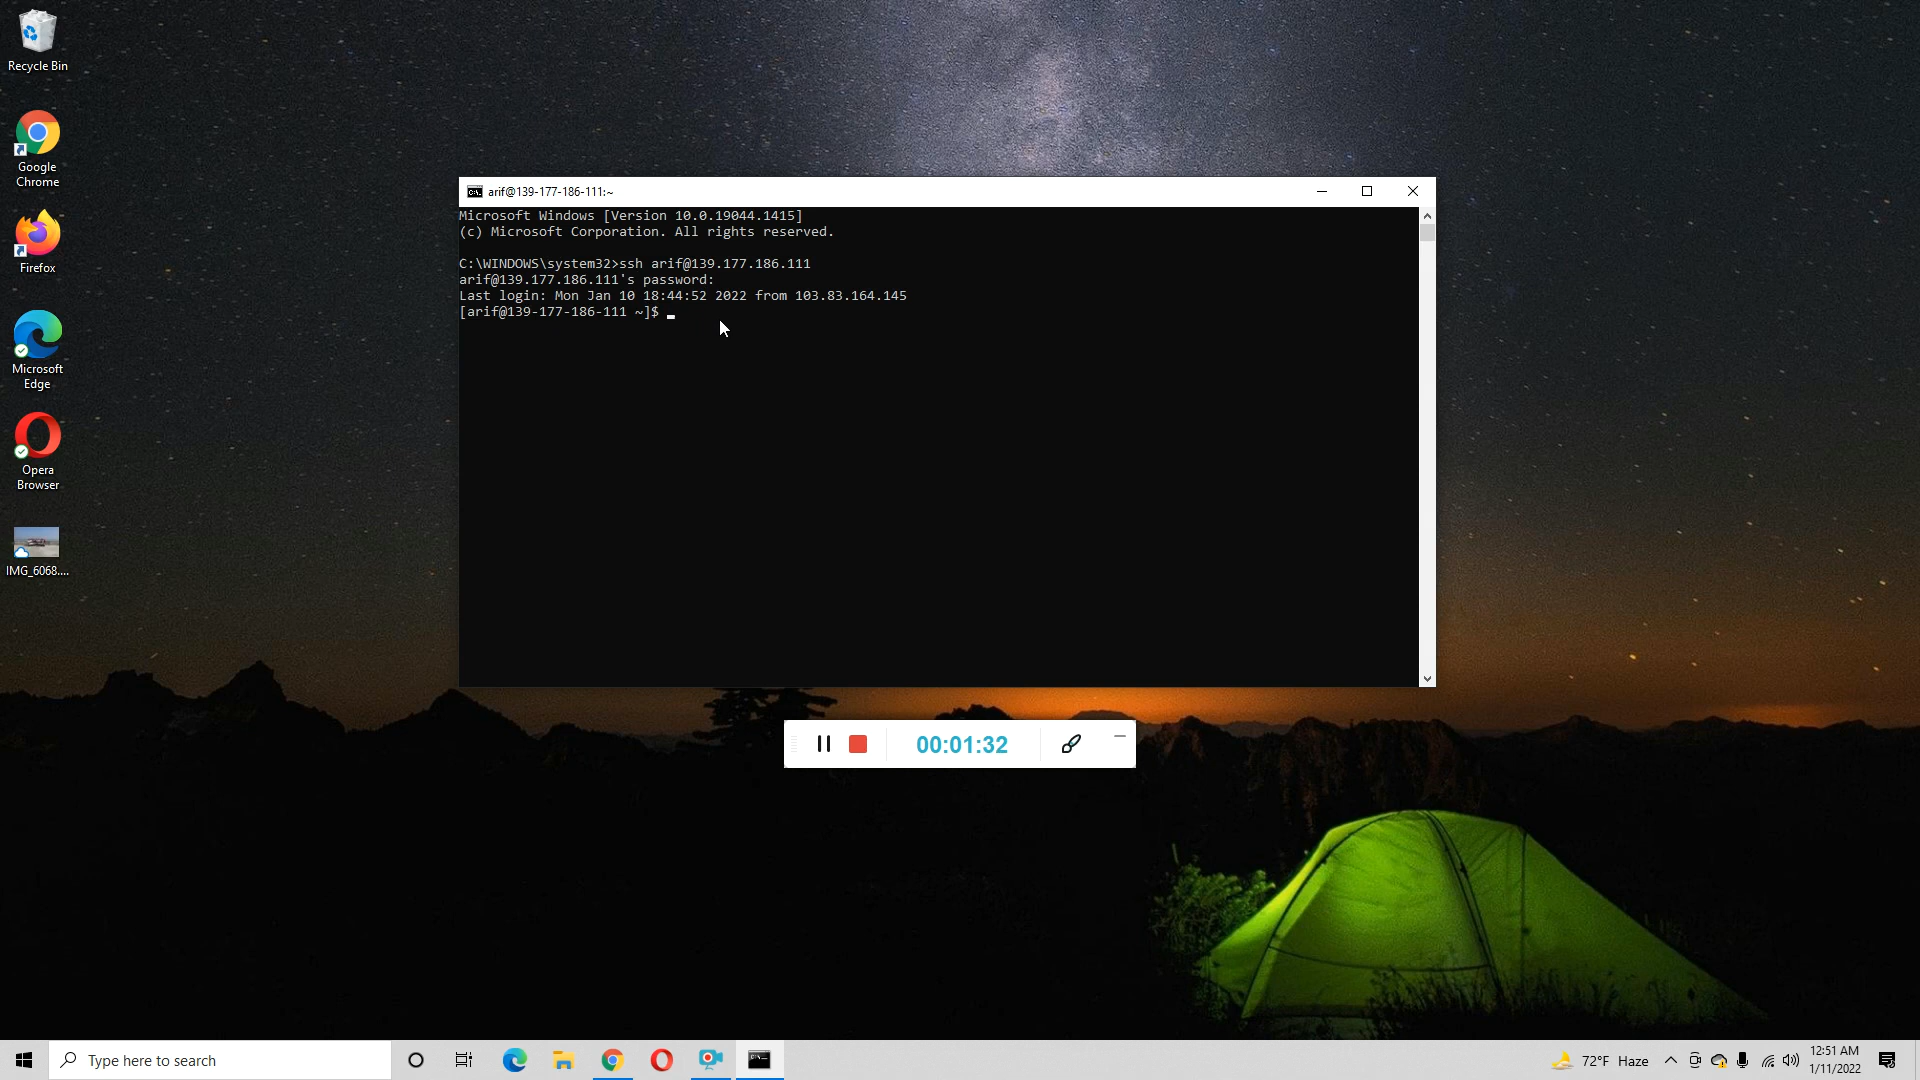 Recycle Bin
Google
Chrome
Firefox
Microsoft
Edge
Opera
Browser
IMG_6068....
arif@139-177-186-111:~
Microsoft Windows [Version 10.0.19044.1415]
(c) Microsoft Corporation. All rights reserved.
C:\WINDOWS\system32>ssh arif@139.177.186.111
arif@139.177.186.111's password:
Last login: Mon Jan 10 18:44:52 2022 from 103.83.164.145
[arif@139-177-186-111 ~]$
00:01:32
Type here to search
72°F Haze
12:51 AM
1/11/2022